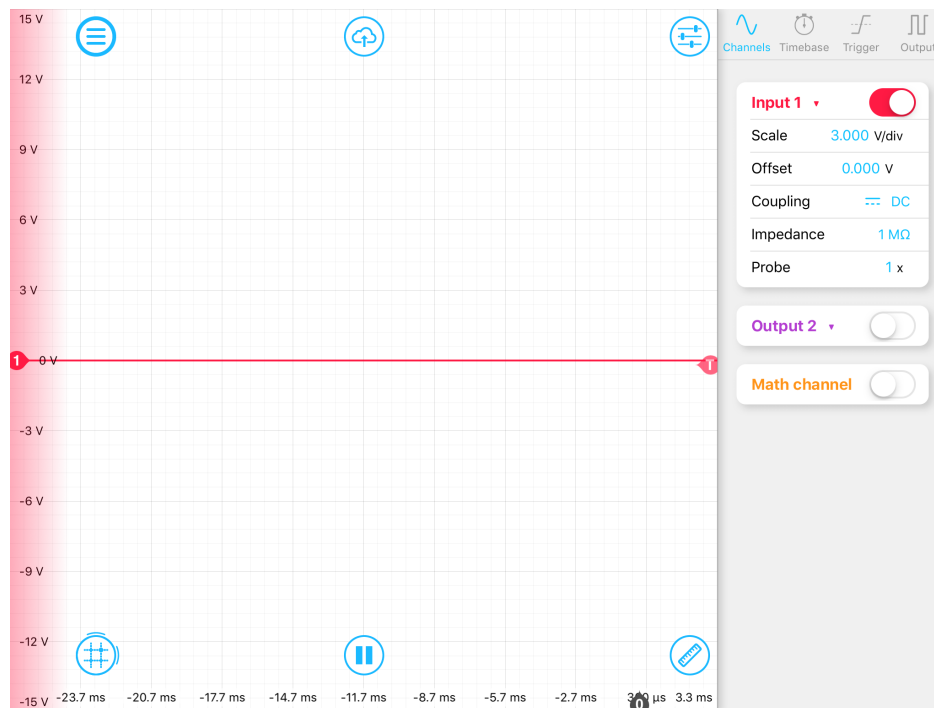 15 V
12 V
9 V
6 V
3 V
1 0 V
T
-3 V
-6 V
-9 V
-12 V
-15 V
-23.7 ms -20.7 ms -17.7 ms -14.7 ms -11.7 ms -8.7 ms -5.7 ms -2.7 ms µs 3.3 ms
0
Channels Timebase Trigger Output
Input 1
Scale 3.000 V/div
Offset 0.000 V
Coupling DC
Impedance 1 MΩ
Probe 1 x
Output 2
Math channel